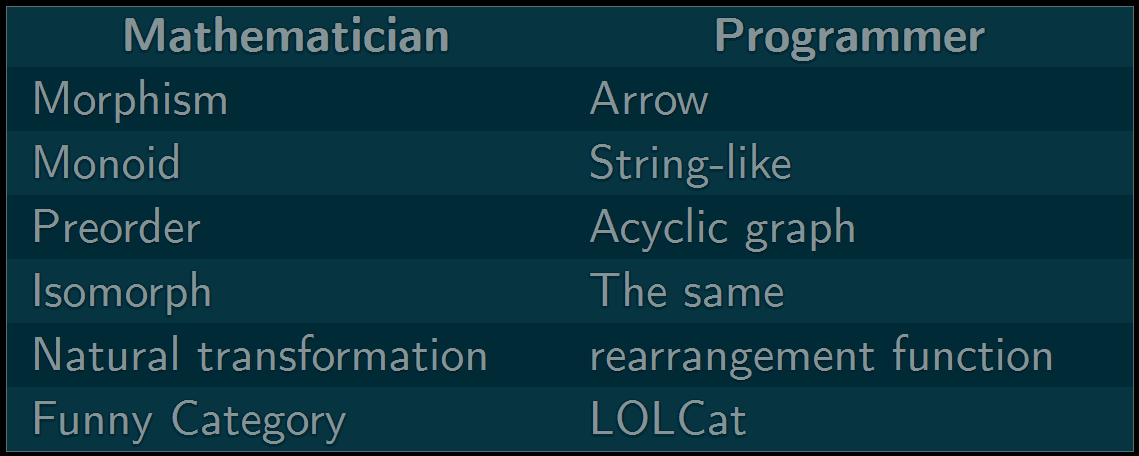 Mathematician Programmer
Morphism Arrow
Monoid String-like
Preorder Acyclic graph
Isomorph The same
Natural transformation rearrangement function
Funny Category LOLCat